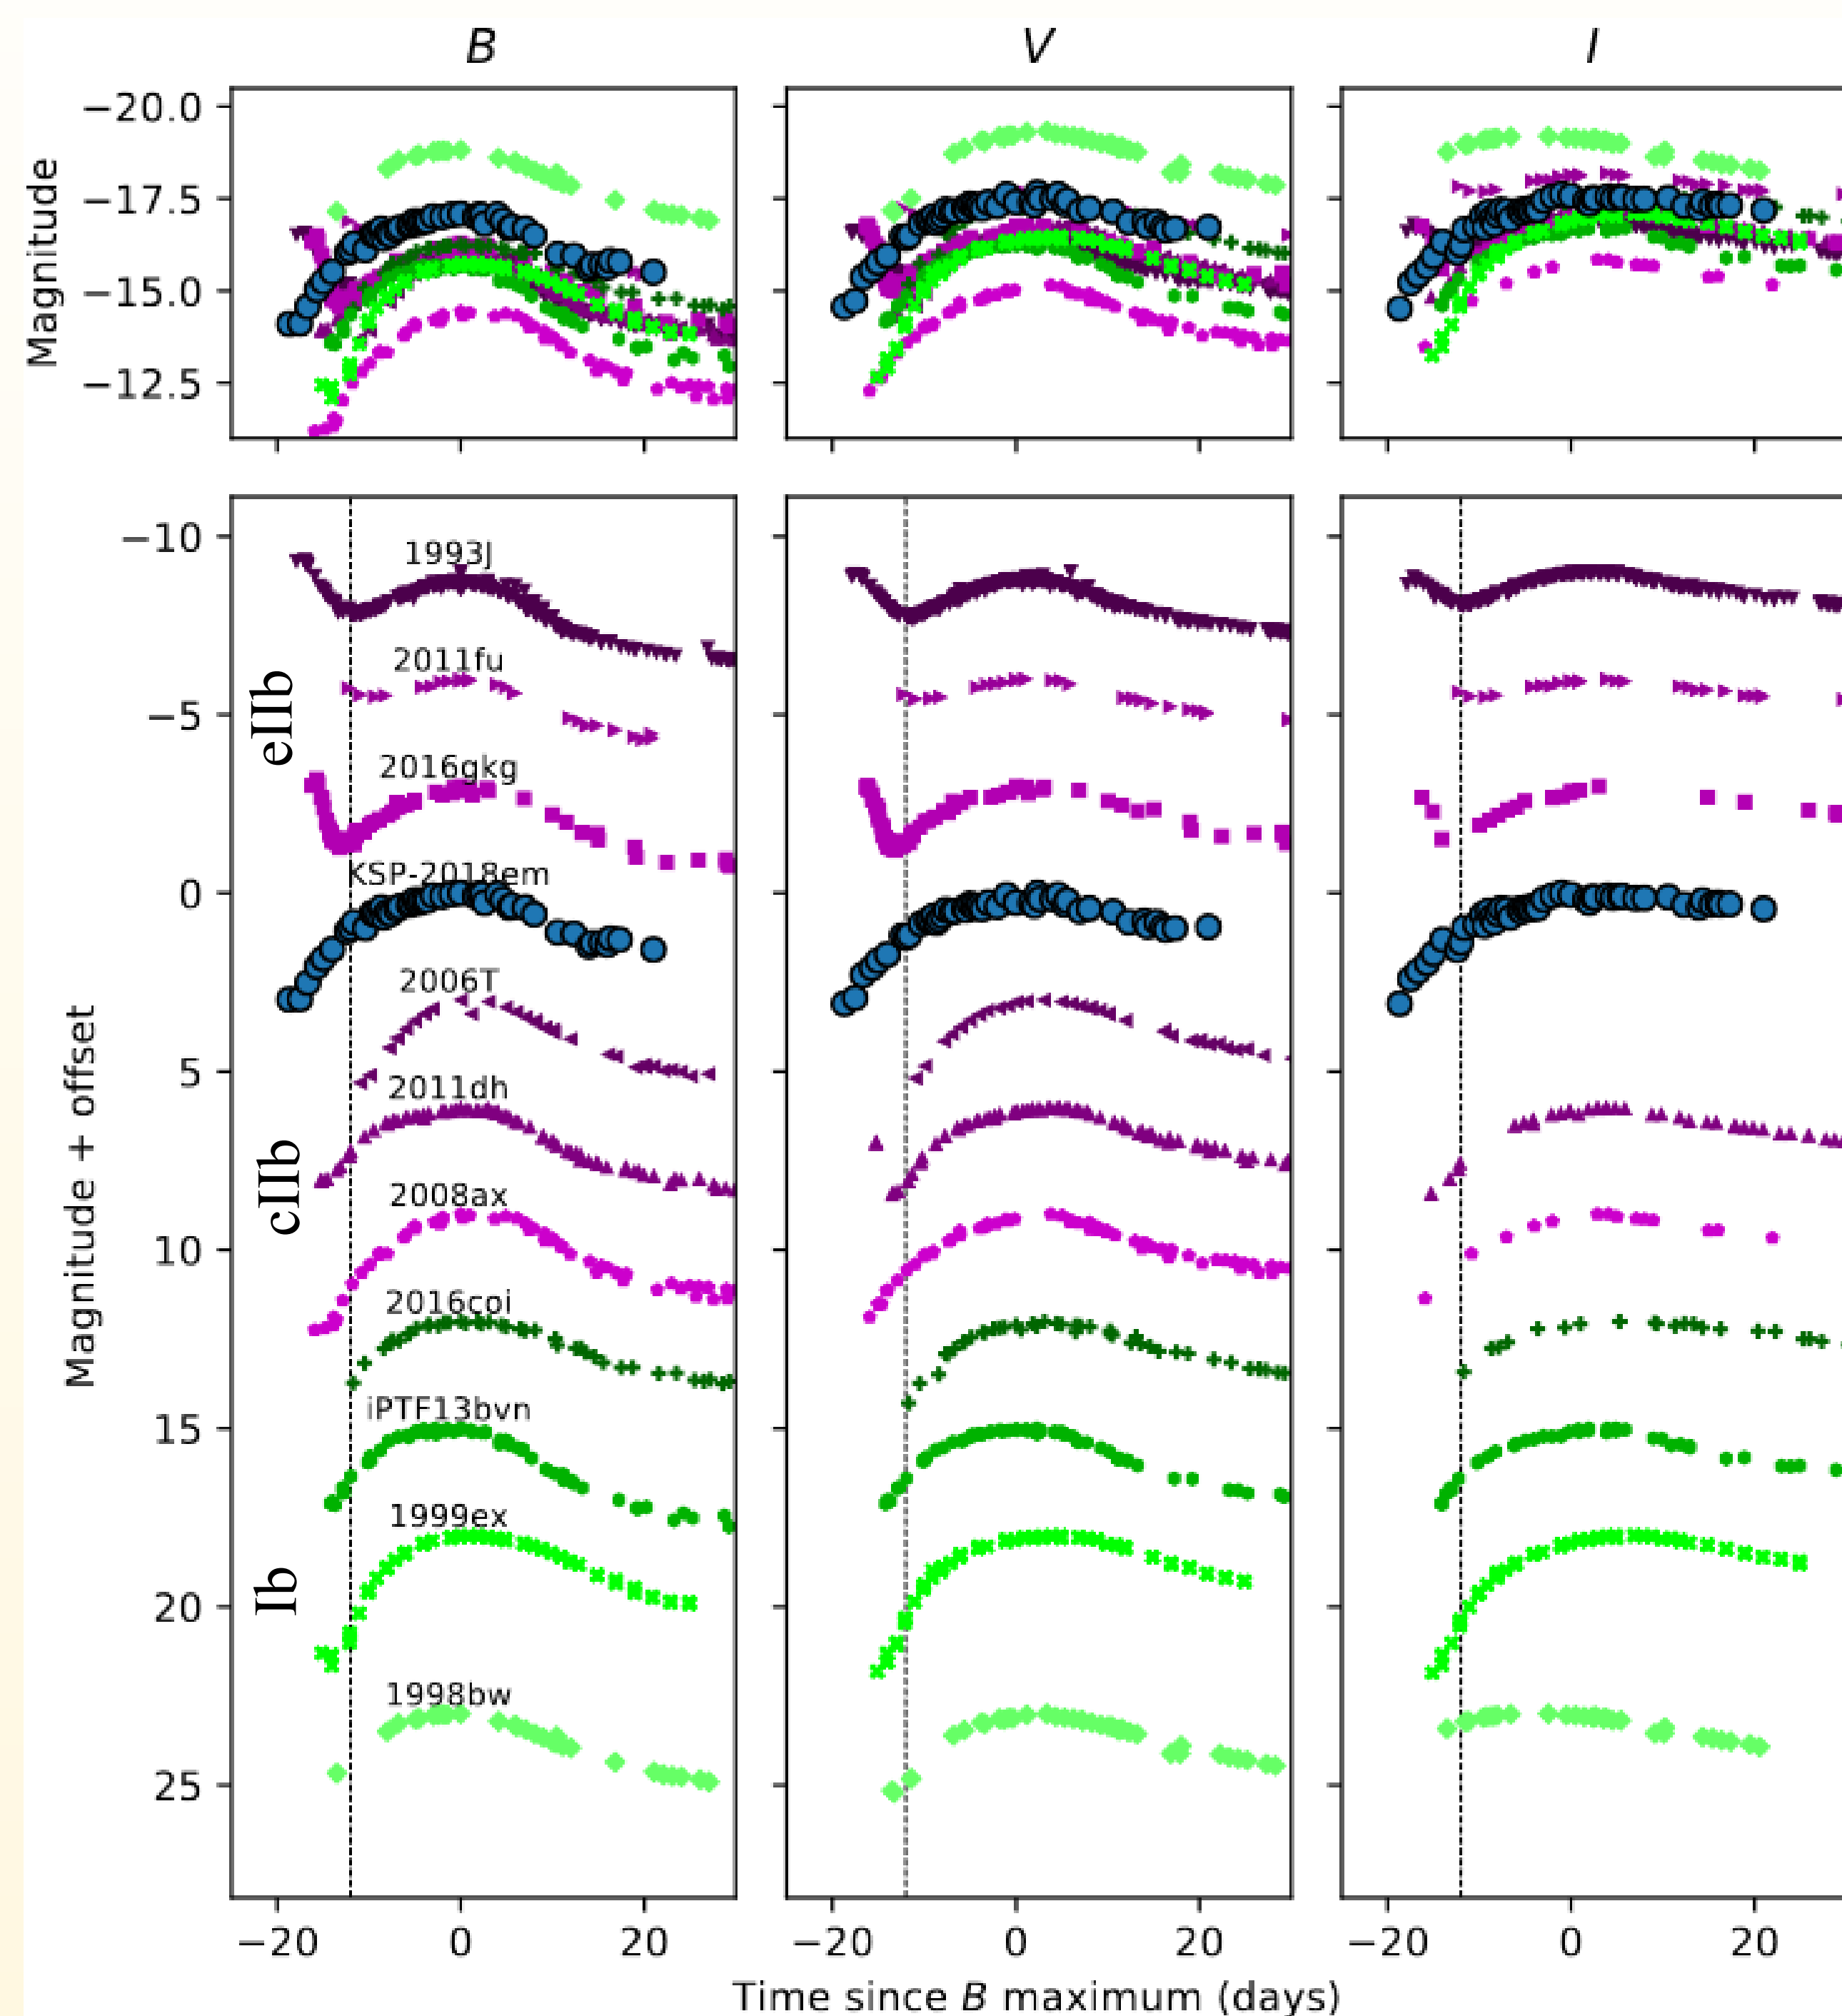 B V I
−20.0
−17.5
−15.0
−12.5
Magnitude
−10
−5
0
5
10
15
20
25
Magnitude + offset
eIIb
cIIb
Ib
1993J
2011fu
2016gkg
KSP-2018em
2006T
2011dh
2008ax
2016coi
iPTF13bvn
1999ex
1998bw
−20 0 20 −20 0 20 −20 0 20
Time since B maximum (days)